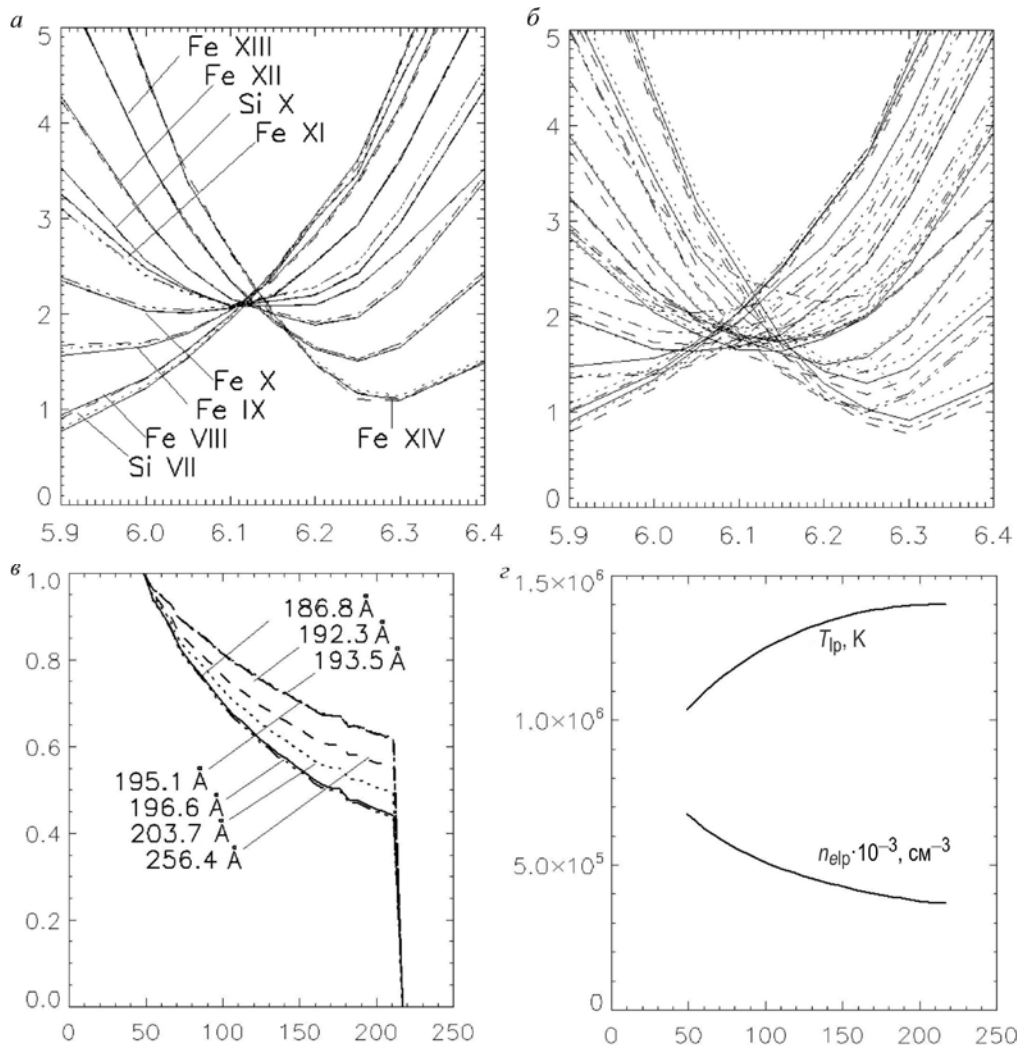 а
5
4
3
2
1
0
Fe XIII
Fe XII
Si X
Fe XI
Fe X
Fe IX
Fe VIII
Si VII
Fe XIV
5.9 6.0 6.1 6.2 6.3 6.4
б
5
4
3
2
1
0
5.9 6.0 6.1 6.2 6.3 6.4
в
1.0
0.8
0.6
0.4
0.2
0.0
186.8 Å
192.3 Å
193.5 Å
195.1 Å
196.6 Å
203.7 Å
256.4 Å
0 50 100 150 200 250
г
1.5×10⁶
1.0×10⁶
5.0×10⁵
0
T_lp, K
n_elp·10⁻³, см⁻³
0 50 100 150 200 250